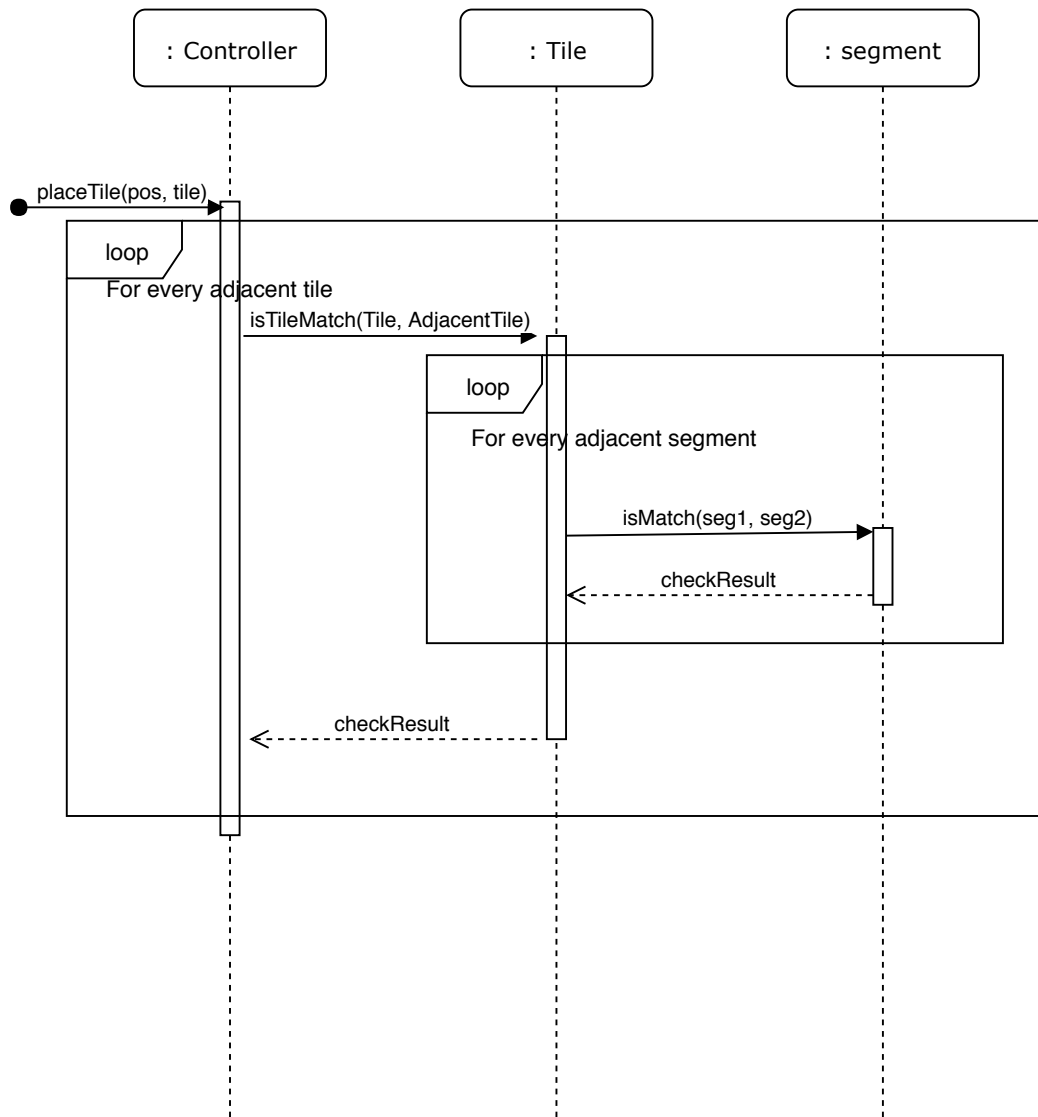 : Controller
: Tile
: segment
placeTile(pos, tile)
loop
For every adjacent tile
isTileMatch(Tile, AdjacentTile)
loop
For every adjacent segment
isMatch(seg1, seg2)
checkResult
checkResult